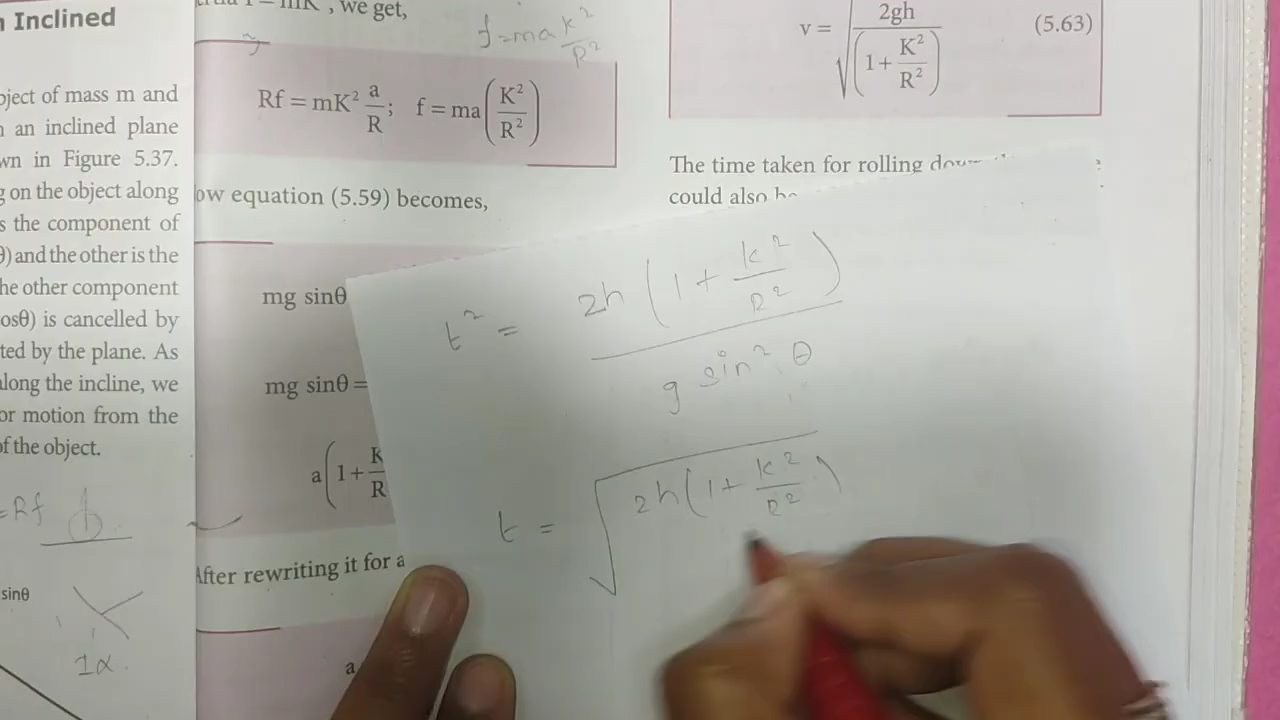 n Inclined
bject of mass m and
n an inclined plane
wn in Figure 5.37.
g on the object along
s the component of
θ) and the other is the
he other component
osθ) is cancelled by
ted by the plane. As
along the incline, we
or motion from the
of the object.
=Rf
sinθ
Iα.
mK², we get,
f=ma K²/R²
Rf = mK² a/R; f = ma(K²/R²)
ow equation (5.59) becomes,
mg sinθ
mg sinθ =
a(1+ K/R
After rewriting it for a
a
v = √(2gh/(1+K²/R²)) (5.63)
The time taken for rolling down
could also be
t² = 2h(1+k²/R²) / g sin²θ
t = √2h(1+k²/R²)